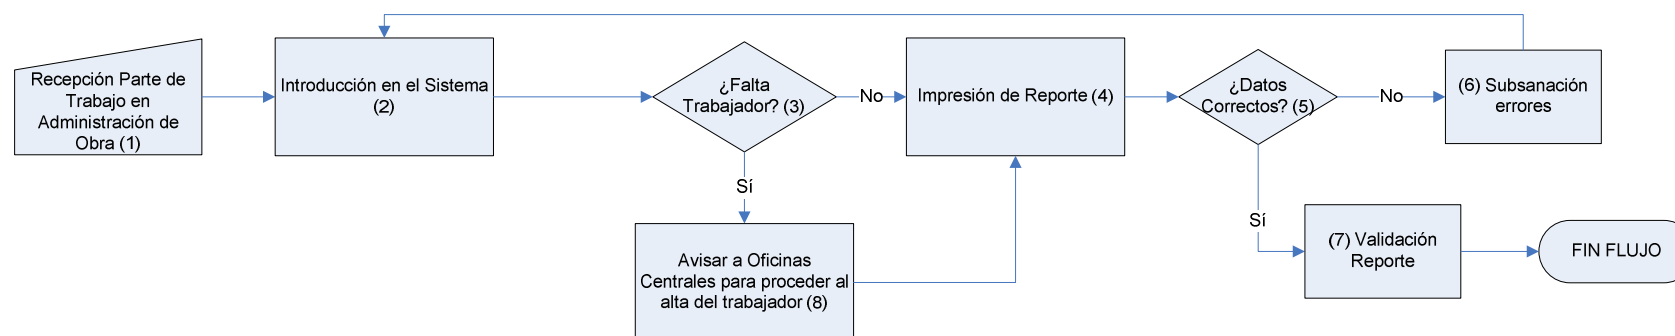 Recepción Parte de
Trabajo en
Administración de
Obra (1)
Introducción en el Sistema
(2)
¿Falta
Trabajador? (3)
No
Impresión de Reporte (4)
¿Datos
Correctos? (5)
No
(6) Subsanación
errores
Sí
Avisar a Oficinas
Centrales para proceder al
alta del trabajador (8)
Sí
(7) Validación
Reporte
FIN FLUJO